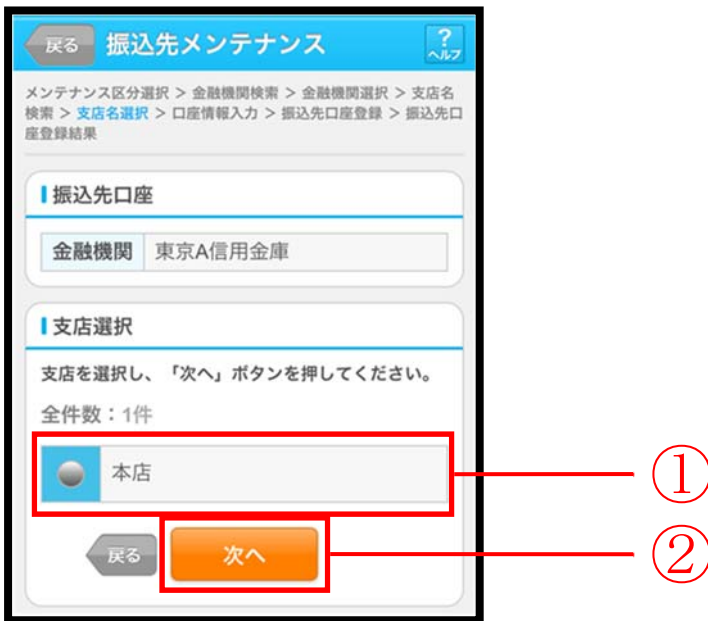 戻る 振込先メンテナンス ? ヘルプ
メンテナンス区分選択 > 金融機関検索 > 金融機関選択 > 支店名
検索 > 支店名選択 > 口座情報入力 > 振込先口座登録 > 振込先口
座登録結果
振込先口座
金融機関 東京A信用金庫
支店選択
支店を選択し、「次へ」ボタンを押してください。
全件数：1件
本店
①
戻る 次へ
②